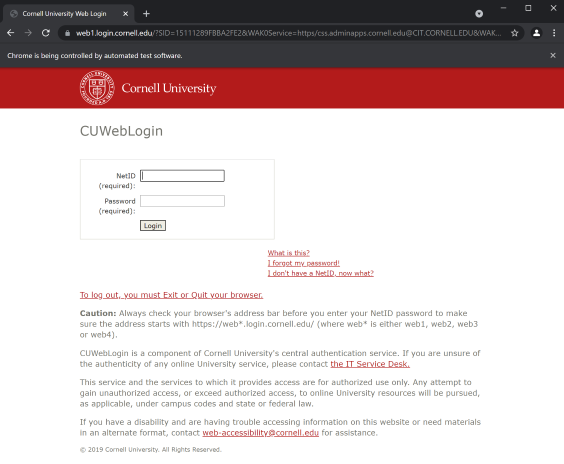 Cornell University Web Login
web1.login.cornell.edu/?SID=15111289FBBA2FE2&WAK0Service=https/css.adminapps.cornell.edu@CIT.CORNELL.EDU&WAK...
Chrome is being controlled by automated test software.
Cornell University
CUWebLogin
NetID
(required):
Password
(required):
Login
What is this?
I forgot my password!
I don't have a NetID, now what?
To log out, you must Exit or Quit your browser.
Caution: Always check your browser's address bar before you enter your NetID password to make
sure the address starts with https://web*.login.cornell.edu/ (where web* is either web1, web2, web3
or web4).
CUWebLogin is a component of Cornell University's central authentication service. If you are unsure of
the authenticity of any online University service, please contact the IT Service Desk.
This service and the services to which it provides access are for authorized use only. Any attempt to
gain unauthorized access, or exceed authorized access, to online University resources will be pursued,
as applicable, under campus codes and state or federal law.
If you have a disability and are having trouble accessing information on this website or need materials
in an alternate format, contact web-accessibility@cornell.edu for assistance.
© 2019 Cornell University. All Rights Reserved.